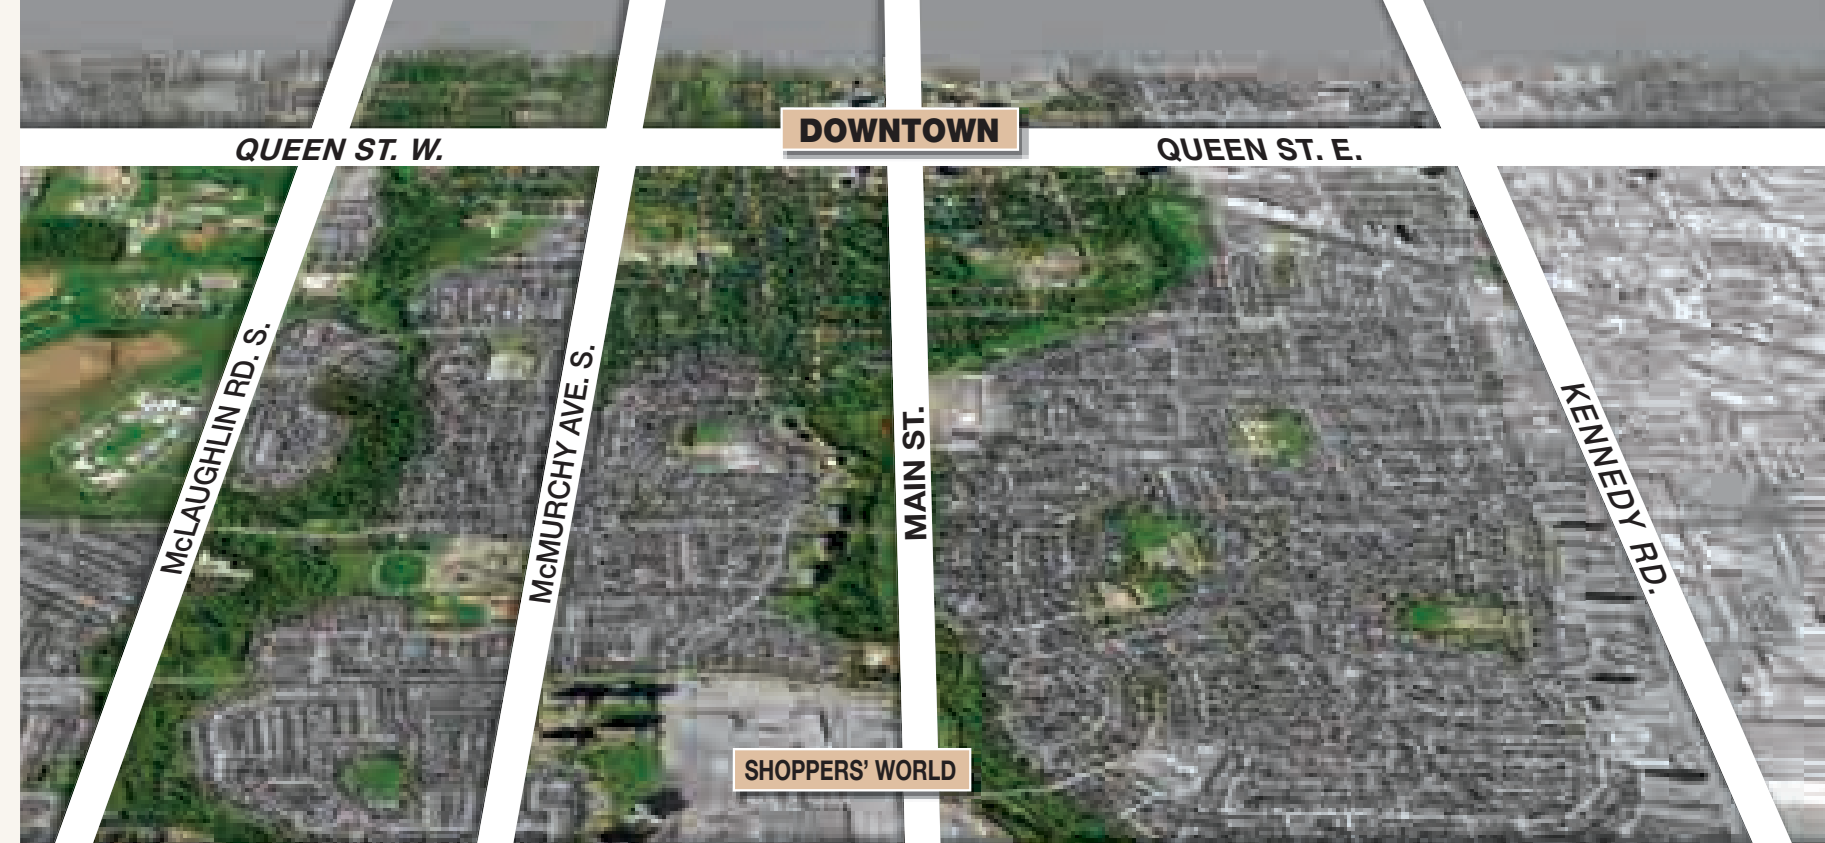 DOWNTOWN
QUEEN ST. W.
QUEEN ST. E.
McLAUGHLIN RD. S.
McMURCHY AVE. S.
MAIN ST.
KENNEDY RD.
SHOPPERS' WORLD